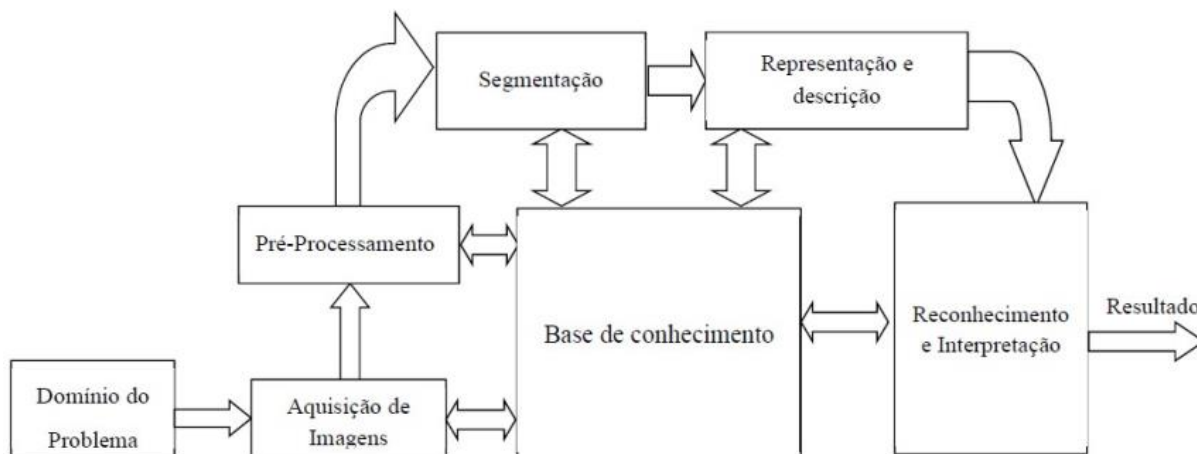 Segmentação
Representação e
descrição
Pré-Processamento
Base de conhecimento
Reconhecimento
e Interpretação
Resultado
Domínio do
Problema
Aquisição de
Imagens